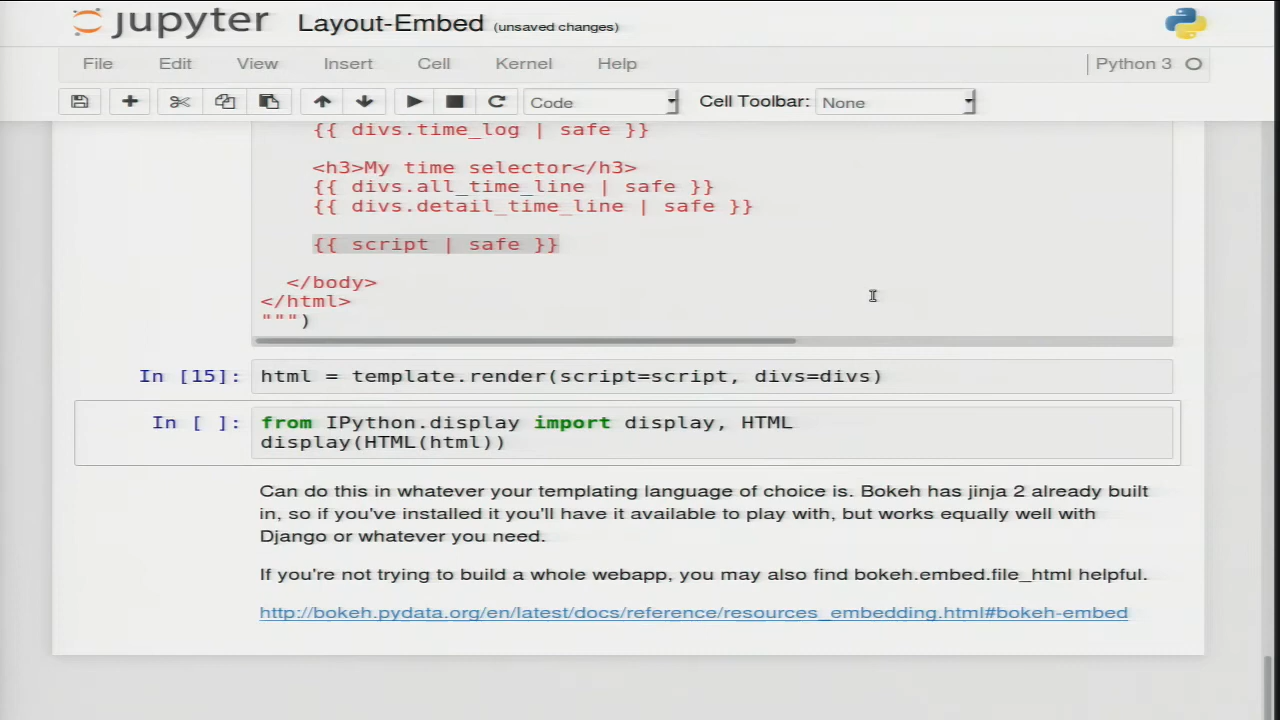 jupyter Layout-Embed (unsaved changes)
File Edit View Insert Cell Kernel Help Python 3
Code Cell Toolbar: None
{{ divs.time_log | safe }}
<h3>My time selector</h3>
{{ divs.all_time_line | safe }}
{{ divs.detail_time_line | safe }}
{{ script | safe }}
</body>
</html>
""")
In [15]: html = template.render(script=script, divs=divs)
In [ ]: from IPython.display import display, HTML
display(HTML(html))
Can do this in whatever your templating language of choice is. Bokeh has jinja 2 already built
in, so if you've installed it you'll have it available to play with, but works equally well with
Django or whatever you need.
If you're not trying to build a whole webapp, you may also find bokeh.embed.file_html helpful.
http://bokeh.pydata.org/en/latest/docs/reference/resources_embedding.html#bokeh-embed